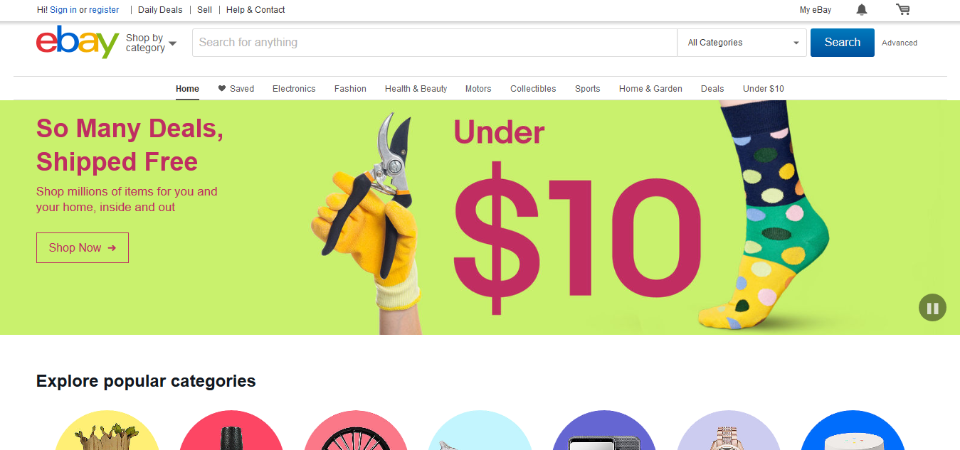 Hi! Sign in or register | Daily Deals | Sell | Help & Contact
My eBay
ebay
Shop by
category
Search for anything
All Categories
Search
Advanced
Home
Saved
Electronics
Fashion
Health & Beauty
Motors
Collectibles
Sports
Home & Garden
Deals
Under $10
So Many Deals,
Shipped Free
Shop millions of items for you and
your home, inside and out
Shop Now →
Under
$10
Explore popular categories